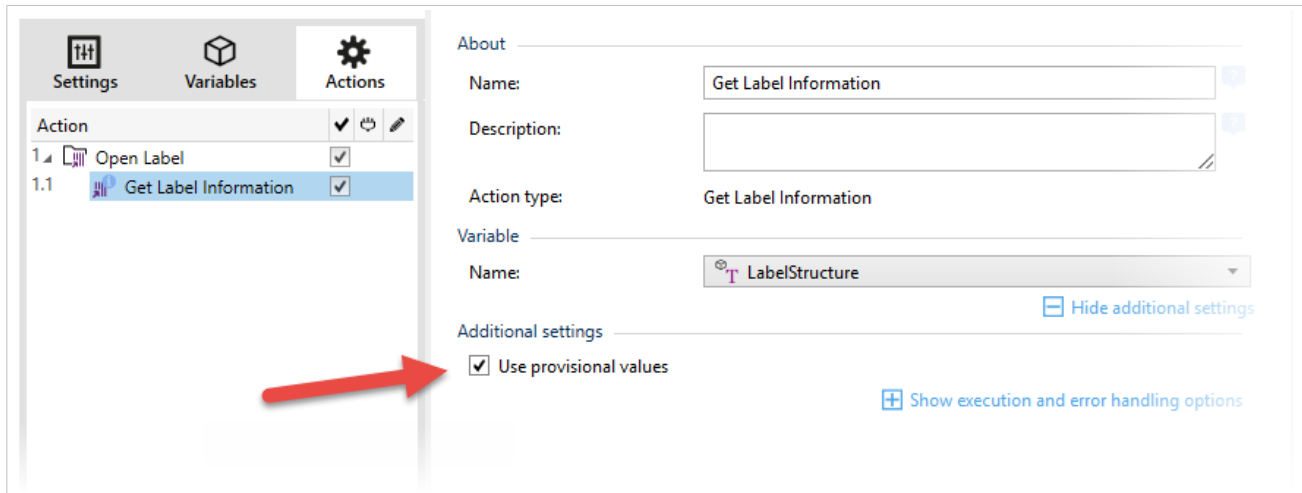 Settings Variables Actions
Action
1 Open Label
1.1 Get Label Information
About
Name: Get Label Information
Description:
Action type: Get Label Information
Variable
Name: LabelStructure
Hide additional settings
Additional settings
Use provisional values
Show execution and error handling options